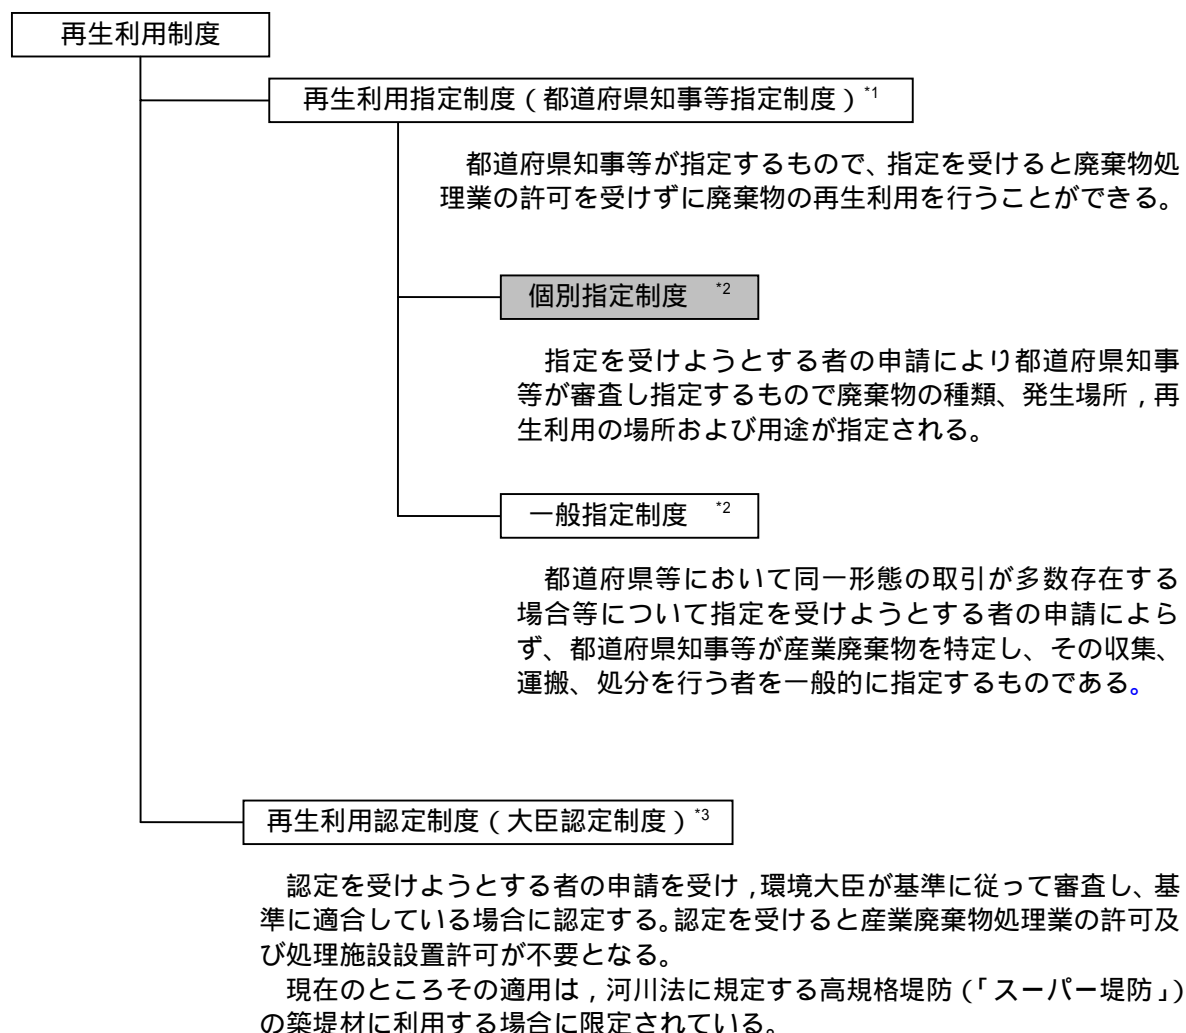 再生利用制度
再生利用指定制度（都道府県知事等指定制度）*1
都道府県知事等が指定するもので、指定を受けると廃棄物処
理業の許可を受けずに廃棄物の再生利用を行うことができる。
個別指定制度 *2
指定を受けようとする者の申請により都道府県知事
等が審査し指定するもので廃棄物の種類、発生場所，再
生利用の場所および用途が指定される。
一般指定制度 *2
都道府県等において同一形態の取引が多数存在する
場合等について指定を受けようとする者の申請によら
ず、都道府県知事等が産業廃棄物を特定し、その収集、
運搬、処分を行う者を一般的に指定するものである。
再生利用認定制度（大臣認定制度）*3
認定を受けようとする者の申請を受け，環境大臣が基準に従って審査し、基
準に適合している場合に認定する。認定を受けると産業廃棄物処理業の許可及
び処理施設設置許可が不要となる。
現在のところその適用は，河川法に規定する高規格堤防（「スーパー堤防」）
の築堤材に利用する場合に限定されている。